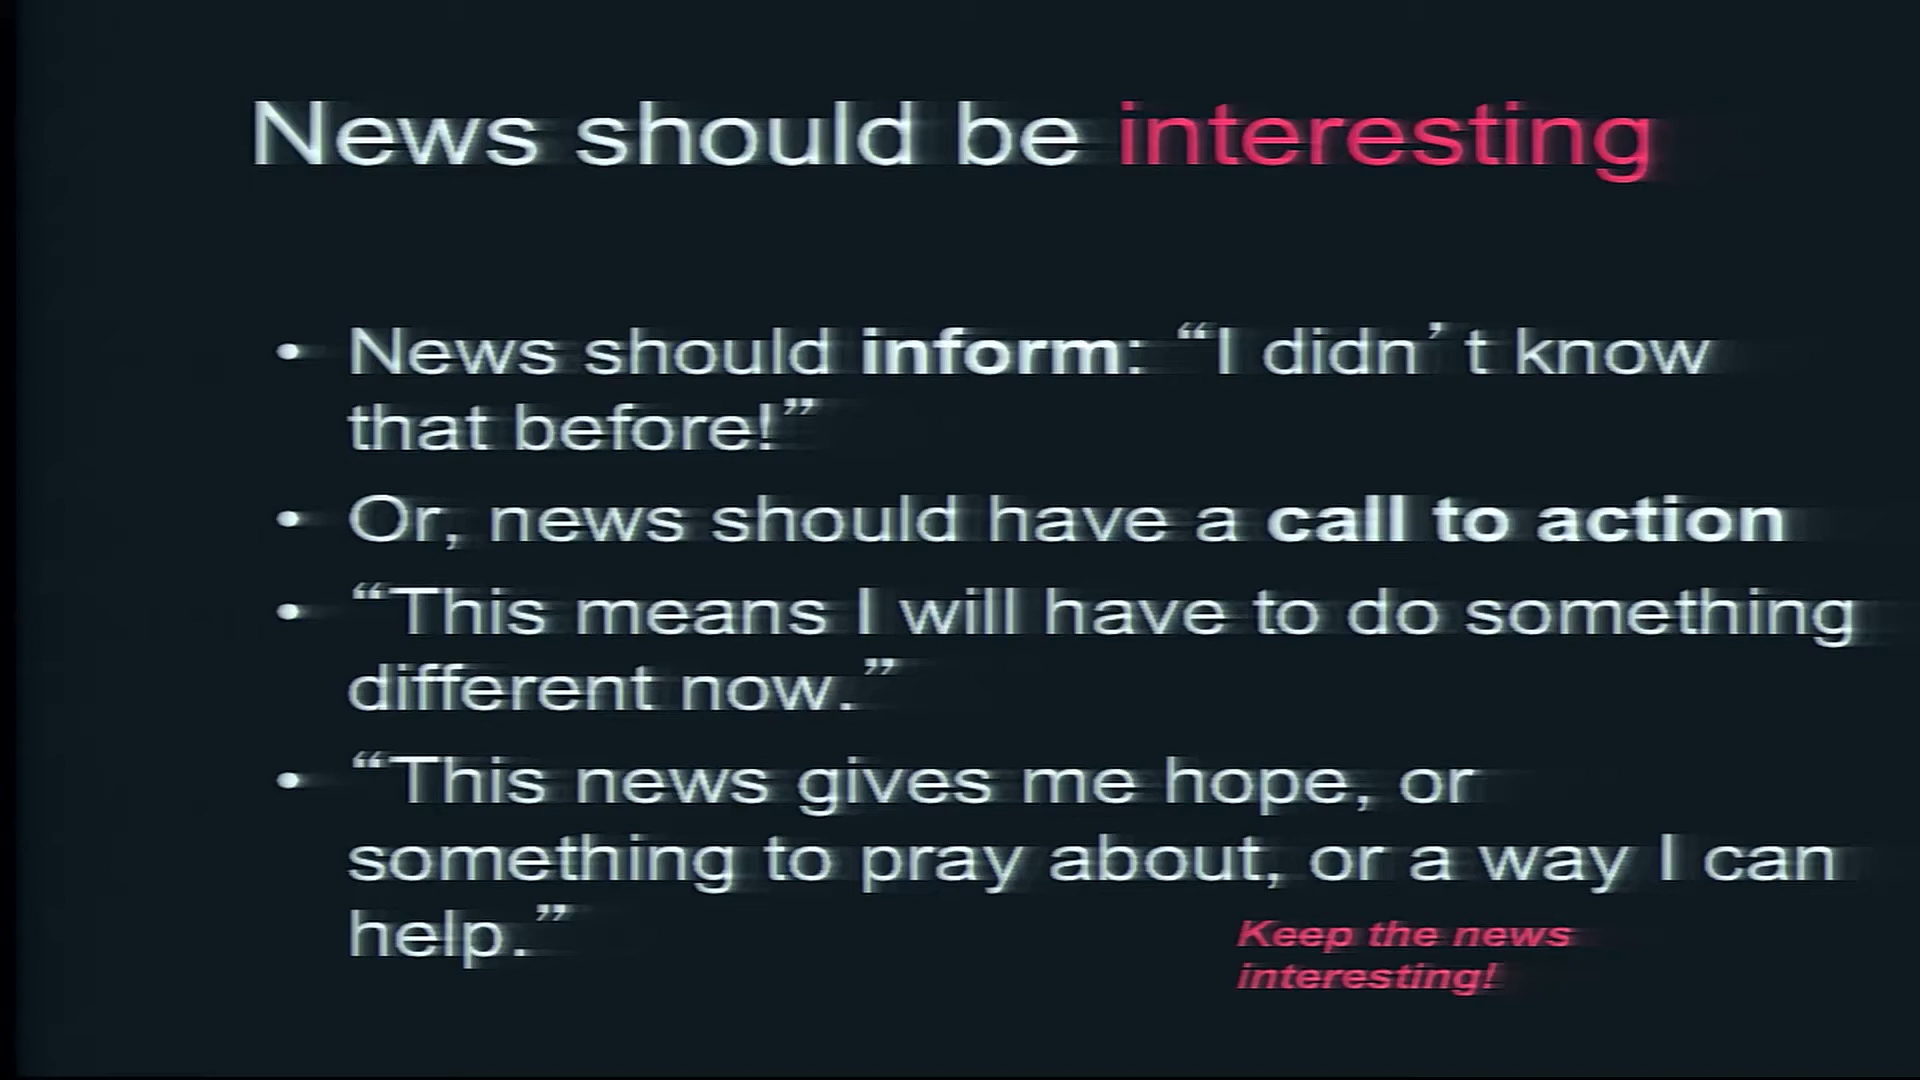 News should be interesting
• News should inform: “I didn’ t know
that before!”
• Or, news should have a call to action
• “This means I will have to do something
different now.”
• “This news gives me hope, or
something to pray about, or a way I can
help.”
Keep the news
interesting!